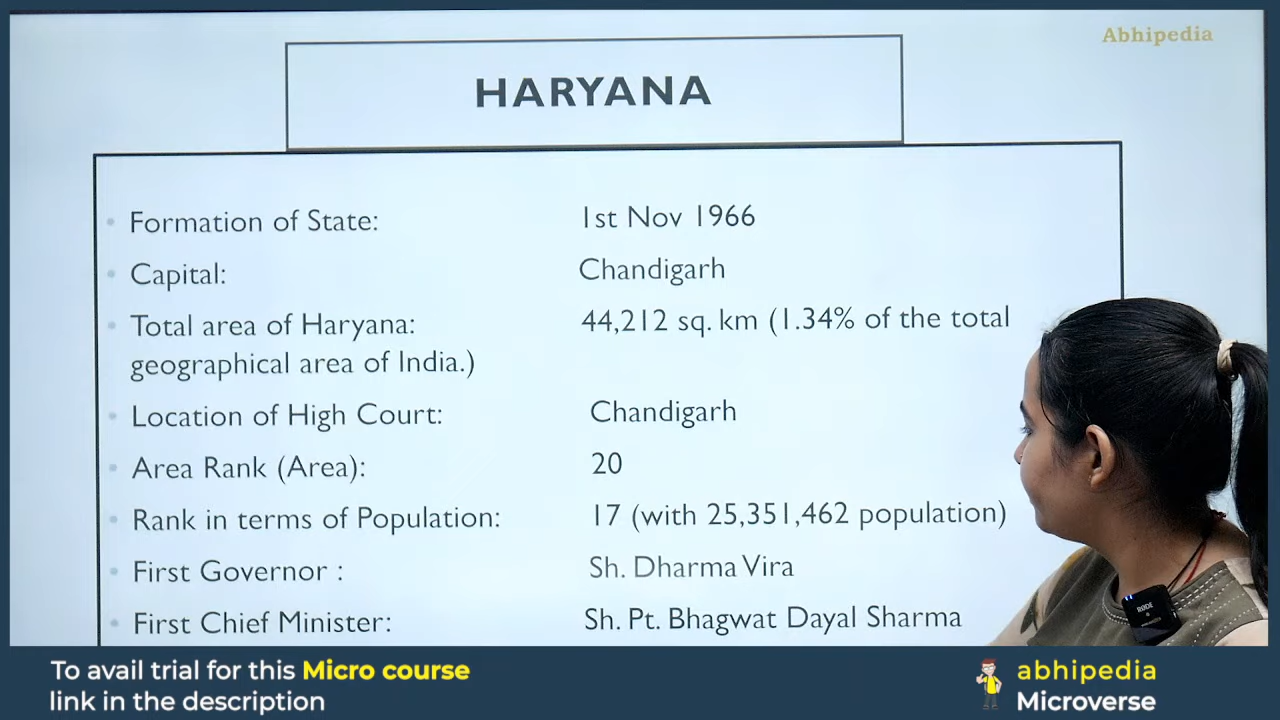 Abhipedia
HARYANA
Formation of State: 1st Nov 1966
Capital: Chandigarh
Total area of Haryana: 44,212 sq. km (1.34% of the total
geographical area of India.)
Location of High Court: Chandigarh
Area Rank (Area): 20
Rank in terms of Population: 17 (with 25,351,462 population)
First Governor : Sh. Dharma Vira
First Chief Minister: Sh. Pt. Bhagwat Dayal Sharma
RODE
To avail trial for this Micro course
link in the description
abhipedia
Microverse